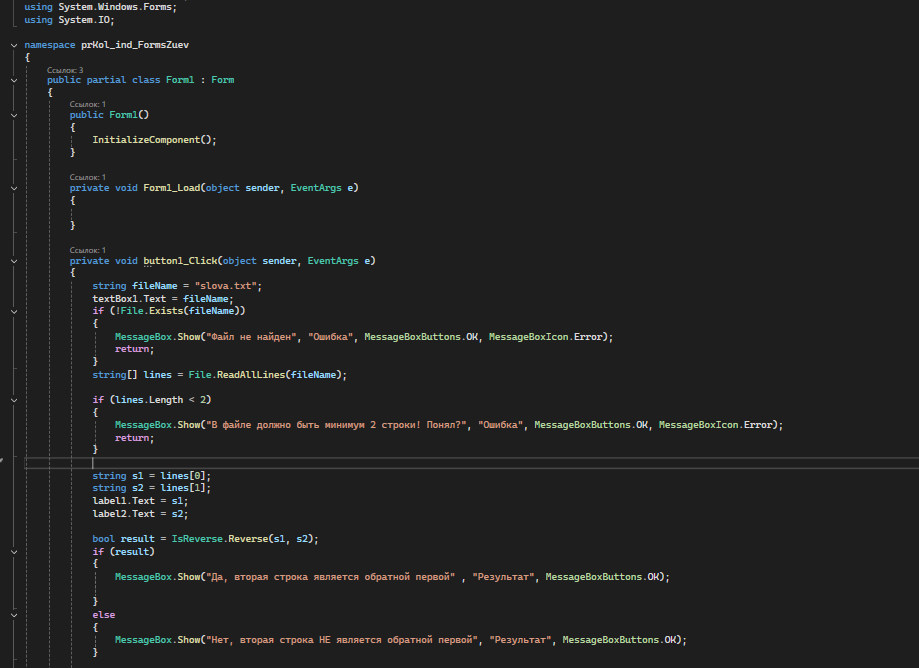 using System.Windows.Forms;
using System.IO;
namespace prKol_ind_FormsZuev
{
Ссылок: 3
public partial class Form1 : Form
{
Ссылок: 1
public Form1()
{
InitializeComponent();
}
Ссылок: 1
private void Form1_Load(object sender, EventArgs e)
{
}
Ссылок: 1
private void button1_Click(object sender, EventArgs e)
{
string fileName = "slova.txt";
textBox1.Text = fileName;
if (!File.Exists(fileName))
{
MessageBox.Show("Файл не найден", "Ошибка", MessageBoxButtons.OK, MessageBoxIcon.Error);
return;
}
string[] lines = File.ReadAllLines(fileName);
if (lines.Length < 2)
{
MessageBox.Show("В файле должно быть минимум 2 строки! Понял?", "Ошибка", MessageBoxButtons.OK, MessageBoxIcon.Error);
return;
}
string s1 = lines[0];
string s2 = lines[1];
label1.Text = s1;
label2.Text = s2;
bool result = IsReverse.Reverse(s1, s2);
if (result)
{
MessageBox.Show("Да, вторая строка является обратной первой" , "Результат", MessageBoxButtons.OK);
}
else
{
MessageBox.Show("Нет, вторая строка НЕ является обратной первой", "Результат", MessageBoxButtons.OK);
}